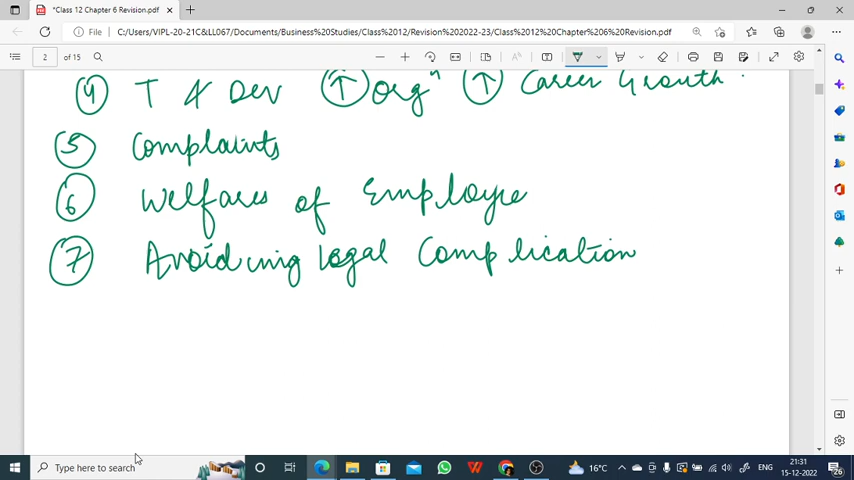 *Class 12 Chapter 6 Revision.pdf
File C:/Users/VIPL-20-21C&LL067/Documents/Business%20Studies/Class%2012/Revision%202022-23/Class%2012%20Chapter%206%20Revision.pdf
2 of 15
4 T & Dev ↑ orgⁿ ↑ Career Growth
5 Complaints
6 Welfares of Employee
7 Avoiding legal Complication
Type here to search
16°C ENG 21:31 15-12-2022 26